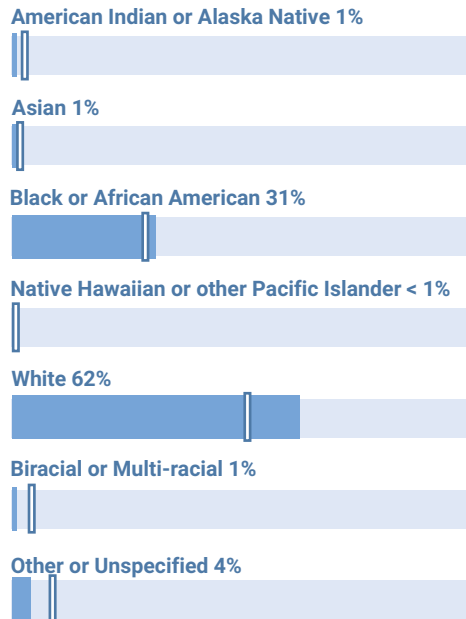 American Indian or Alaska Native 1%
Asian 1%
Black or African American 31%
Native Hawaiian or other Pacific Islander < 1%
White 62%
Biracial or Multi-racial 1%
Other or Unspecified 4%